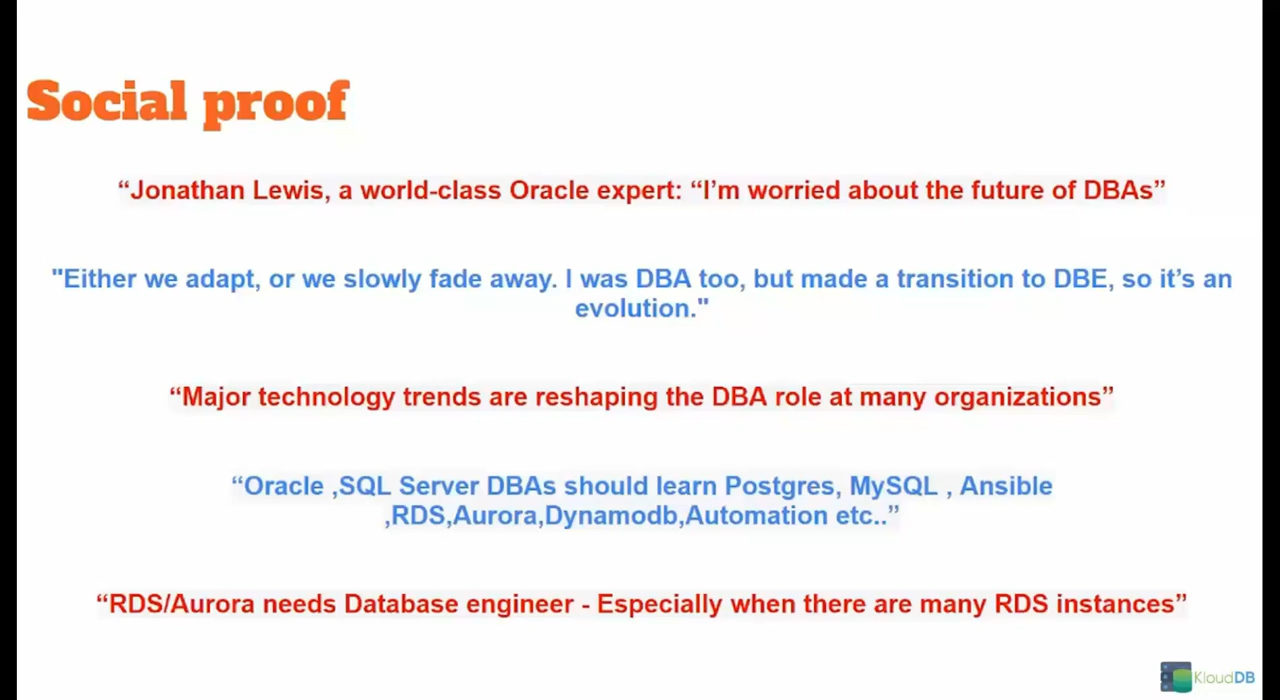 Social proof
“Jonathan Lewis, a world-class Oracle expert: “I’m worried about the future of DBAs”
"Either we adapt, or we slowly fade away. I was DBA too, but made a transition to DBE, so it’s an
evolution."
“Major technology trends are reshaping the DBA role at many organizations”
“Oracle ,SQL Server DBAs should learn Postgres, MySQL , Ansible
,RDS,Aurora,Dynamodb,Automation etc..”
“RDS/Aurora needs Database engineer - Especially when there are many RDS instances”
KloudDB